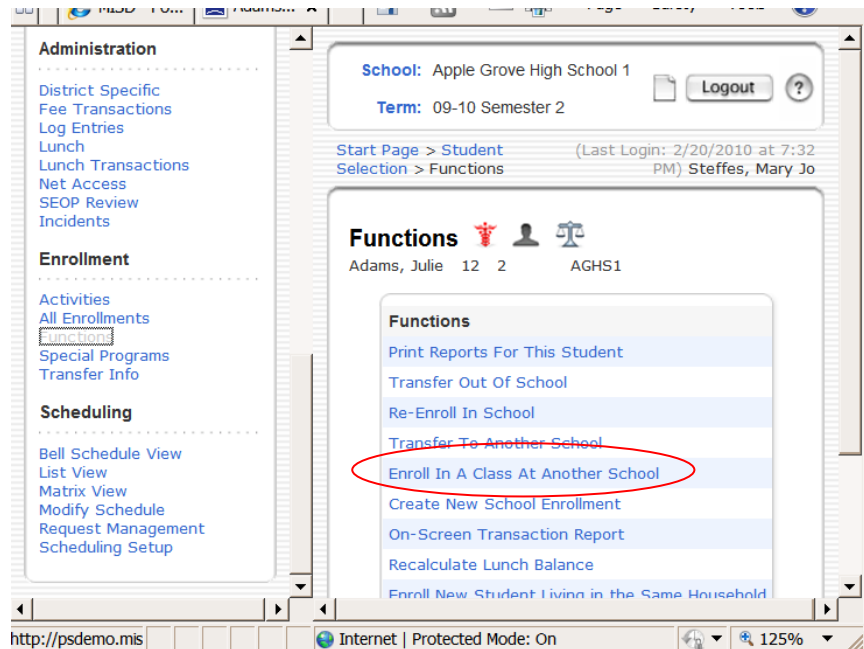 Administration
District Specific
Fee Transactions
Log Entries
Lunch
Lunch Transactions
Net Access
SEOP Review
Incidents
Enrollment
Activities
All Enrollments
Functions
Special Programs
Transfer Info
Scheduling
Bell Schedule View
List View
Matrix View
Modify Schedule
Request Management
Scheduling Setup
School: Apple Grove High School 1
Logout ?
Term: 09-10 Semester 2
Start Page > Student (Last Login: 2/20/2010 at 7:32
Selection > Functions PM) Steffes, Mary Jo
Functions
Adams, Julie 12 2 AGHS1
Functions
Print Reports For This Student
Transfer Out Of School
Re-Enroll In School
Transfer To Another School
Enroll In A Class At Another School
Create New School Enrollment
On-Screen Transaction Report
Recalculate Lunch Balance
Enroll New Student Living in the Same Household
http://psdemo.mis Internet | Protected Mode: On 125%